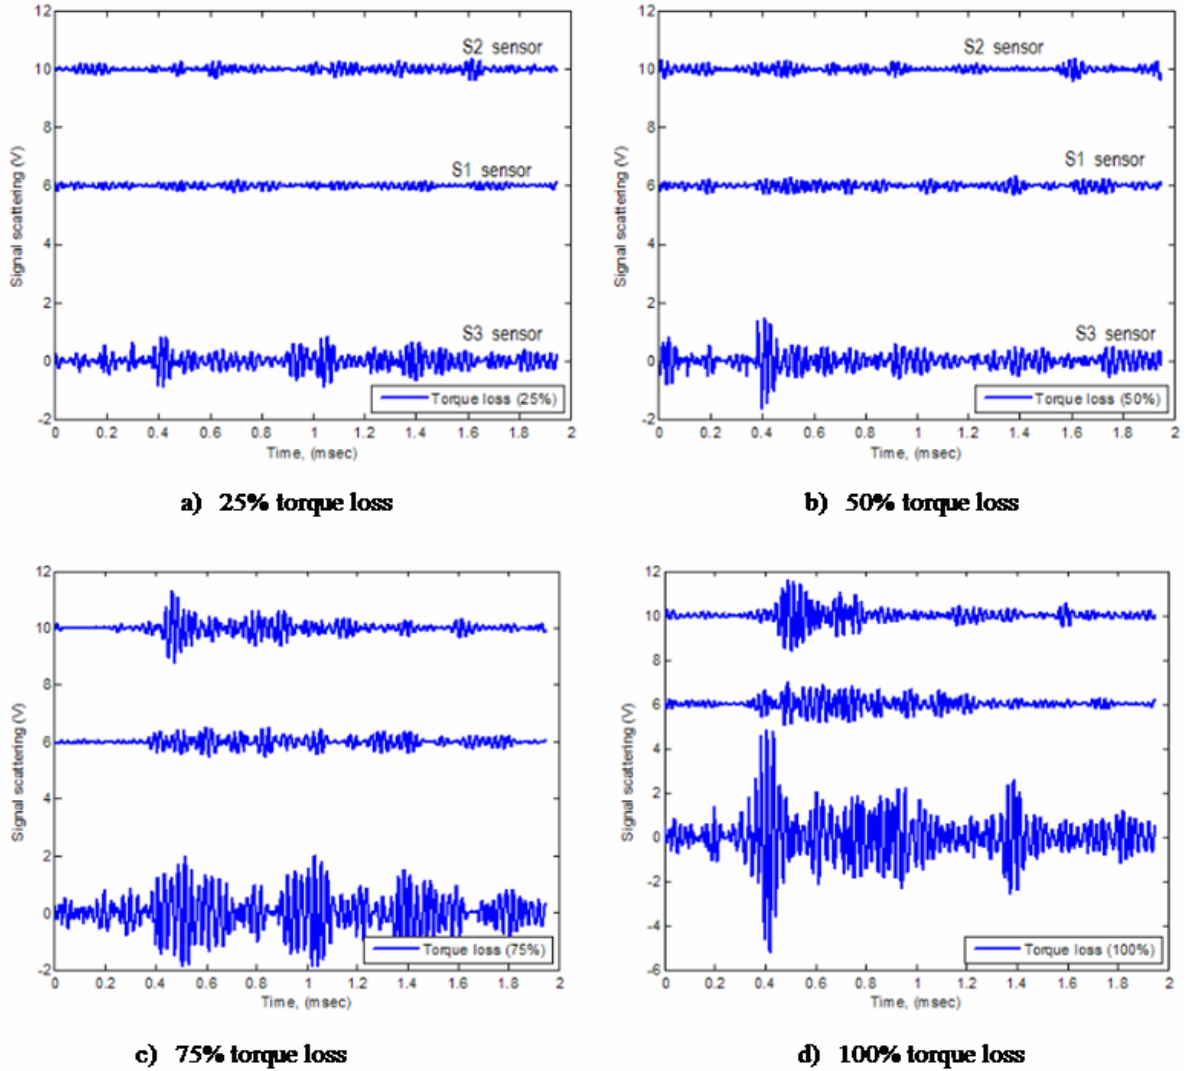 12
10
8
6
4
2
0
-2
Signal scattering (V)
S2 sensor
S1 sensor
S3 sensor
Torque loss (25%)
0 0.2 0.4 0.6 0.8 1 1.2 1.4 1.6 1.8 2
Time, (msec)
a) 25% torque loss
12
10
8
6
4
2
0
-2
Signal scattering (V)
S2 sensor
S1 sensor
S3 sensor
Torque loss (50%)
0 0.2 0.4 0.6 0.8 1 1.2 1.4 1.6 1.8 2
Time, (msec)
b) 50% torque loss
12
10
8
6
4
2
0
-2
Signal scattering (V)
Torque loss (75%)
0 0.2 0.4 0.6 0.8 1 1.2 1.4 1.6 1.8 2
Time, (msec)
c) 75% torque loss
12
10
8
6
4
2
0
-2
-4
-6
Signal scattering (V)
Torque loss (100%)
0 0.2 0.4 0.6 0.8 1 1.2 1.4 1.6 1.8 2
Time, (msec)
d) 100% torque loss